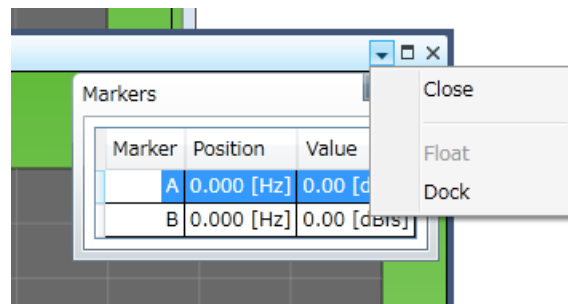 Markers
Marker Position Value
A 0.000 [Hz] 0.00 [d
B 0.000 [Hz] 0.00 [dBfs]
Close
Float
Dock